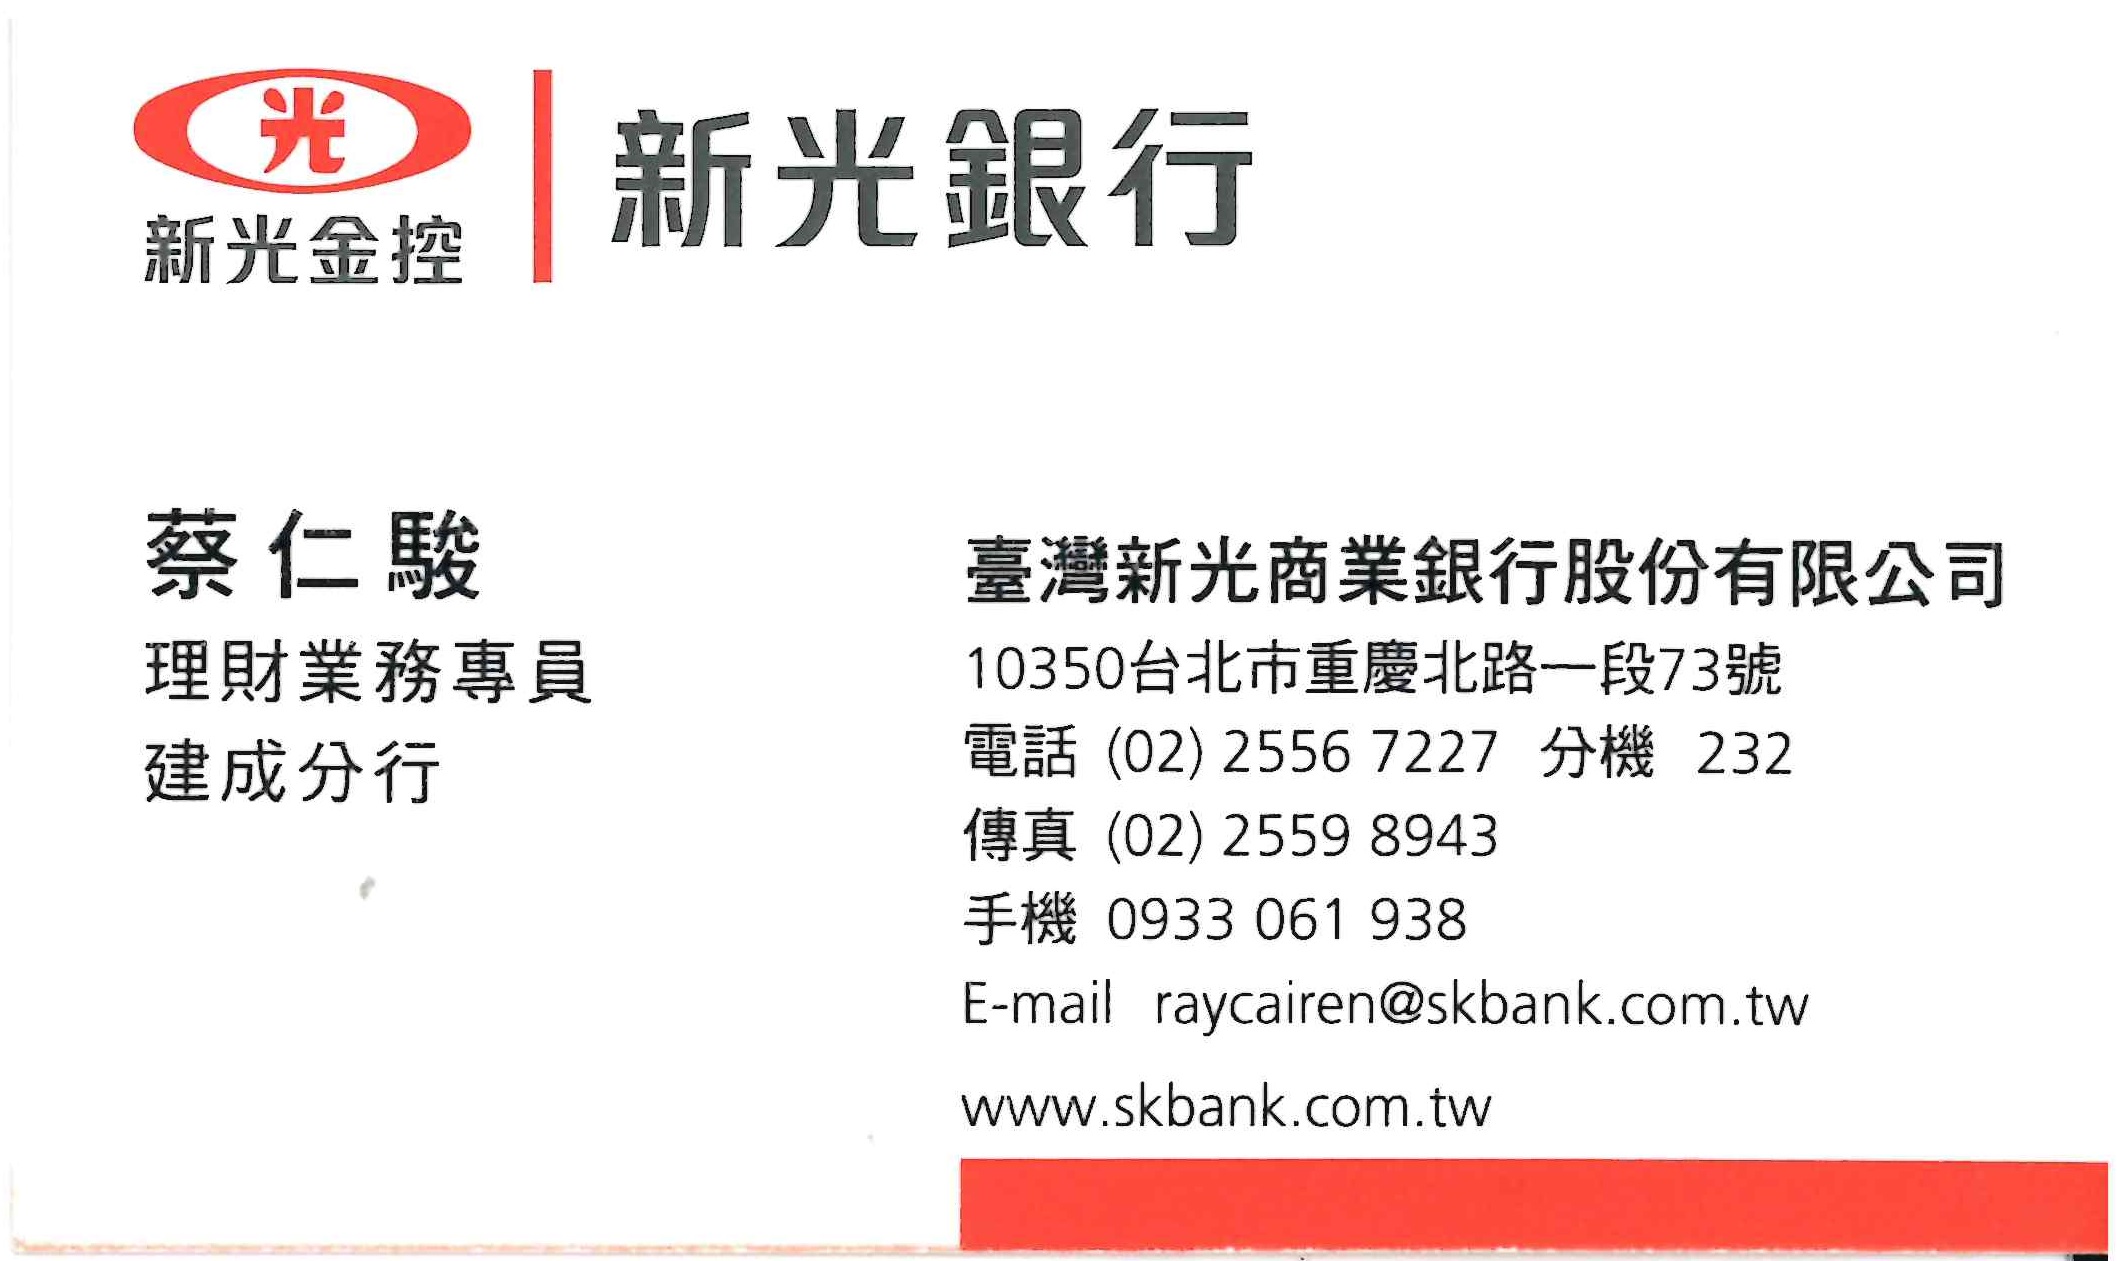 光
新光金控
新光銀行
蔡仁駿
理財業務專員
建成分行
臺灣新光商業銀行股份有限公司
10350台北市重慶北路一段73號
電話 (02) 2556 7227 分機 232
傳真 (02) 2559 8943
手機 0933 061 938
E-mail raycairen@skbank.com.tw
www.skbank.com.tw